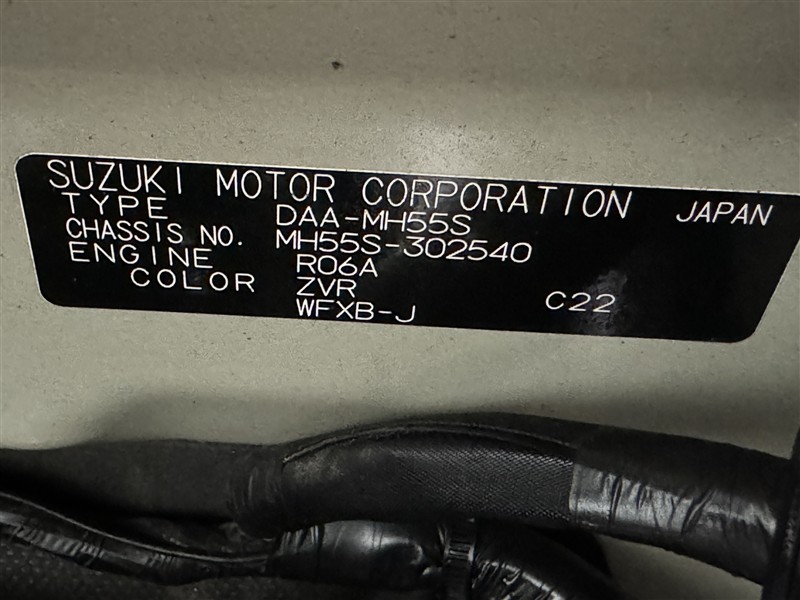 SUZUKI MOTOR CORPORATION JAPAN
TYPE DAA-MH55S
CHASSIS NO. MH55S-302540
ENGINE R06A
COLOR ZVR C22
WFXB-J